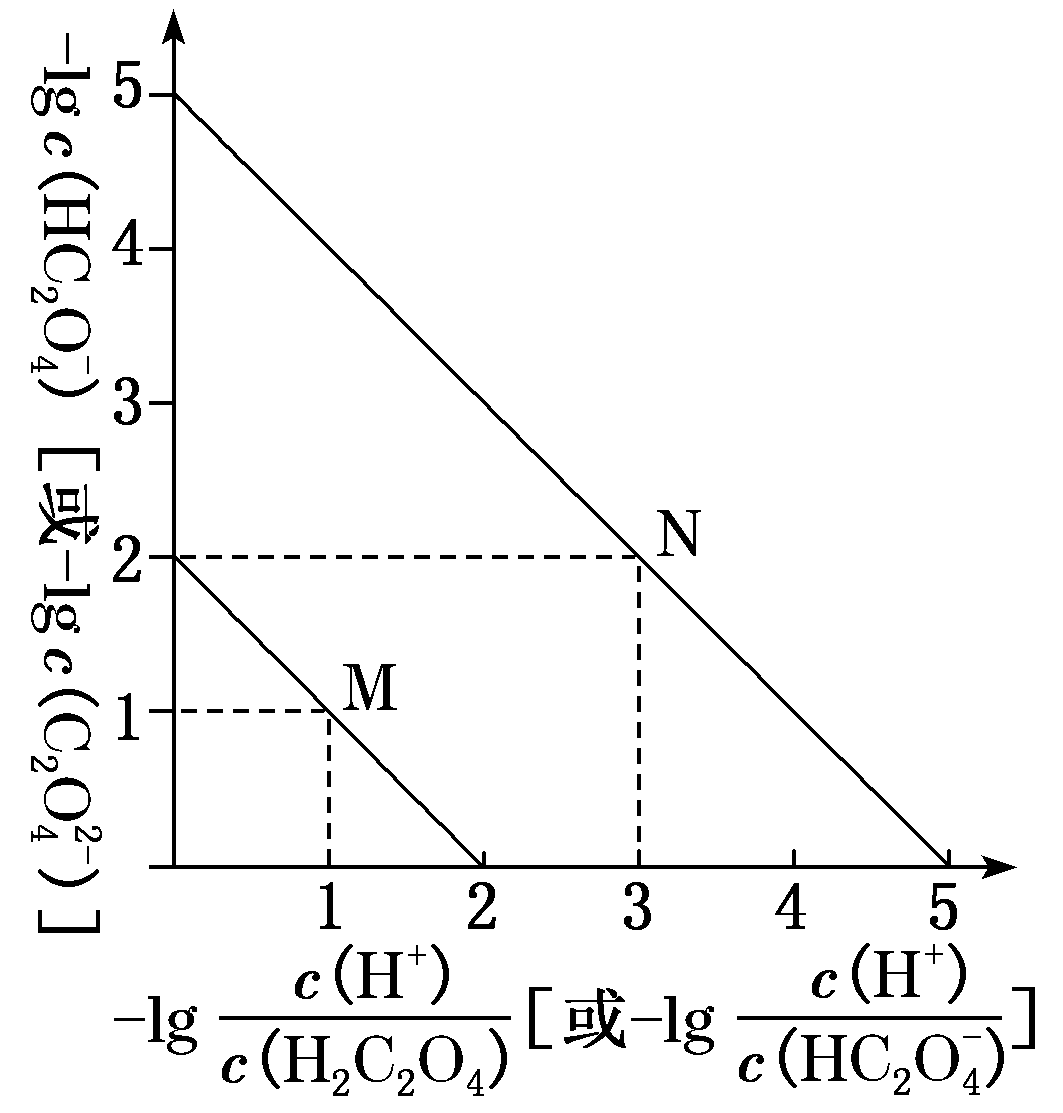 -lg c(HC₂O₄⁻) [或-lg c(C₂O₄²⁻)]
5
4
3
2
1
N
M
1 2 3 4 5
-lg c(H⁺)/c(H₂C₂O₄) [或-lg c(H⁺)/c(HC₂O₄⁻)]